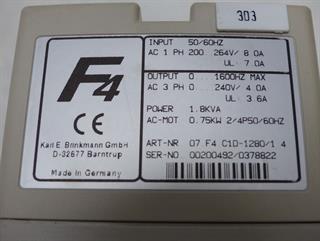 303
F4
CE
Karl E. Brinkmann GmbH
D-32677 Barntrup
Made in Germany
INPUT 50/60HZ
AC 1 PH 200...264V/ 8.0A
UL: 7.0A
OUTPUT 0...1600HZ MAX
AC 3 PH 0...240V/ 4.0A
UL: 3.6A
POWER 1.8KVA
AC-MOT 0.75KW 2/4P50/60HZ
ART-NR 07.F4.C1D-1280/1.4
SER-NO 00200492/0378822